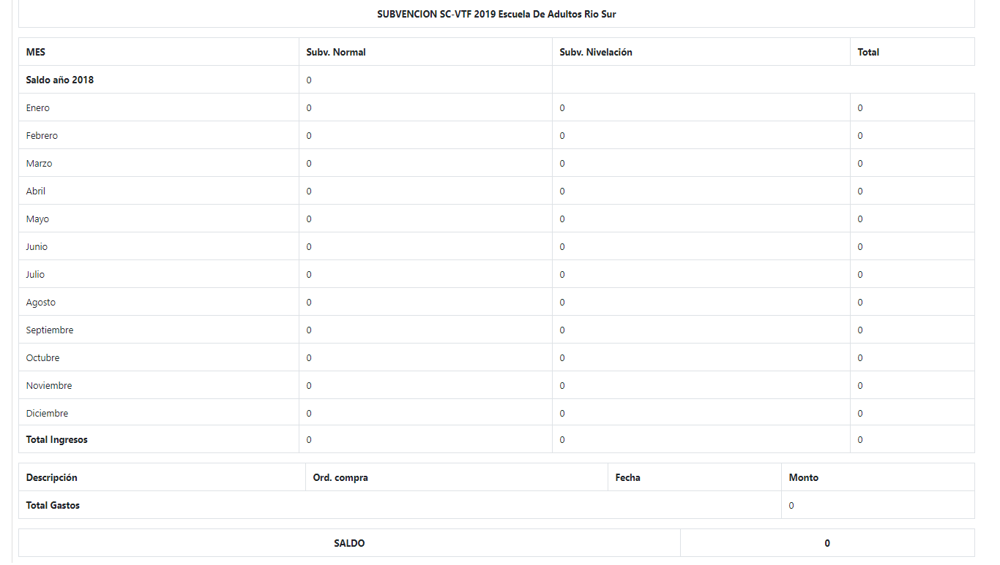 SUBVENCION SC-VTF 2019 Escuela De Adultos Rio Sur
MES Subv. Normal Subv. Nivelación Total
Saldo año 2018 0
Enero 0 0 0
Febrero 0 0 0
Marzo 0 0 0
Abril 0 0 0
Mayo 0 0 0
Junio 0 0 0
Julio 0 0 0
Agosto 0 0 0
Septiembre 0 0 0
Octubre 0 0 0
Noviembre 0 0 0
Diciembre 0 0 0
Total Ingresos 0 0 0
Descripción Ord. compra Fecha Monto
Total Gastos 0
SALDO 0